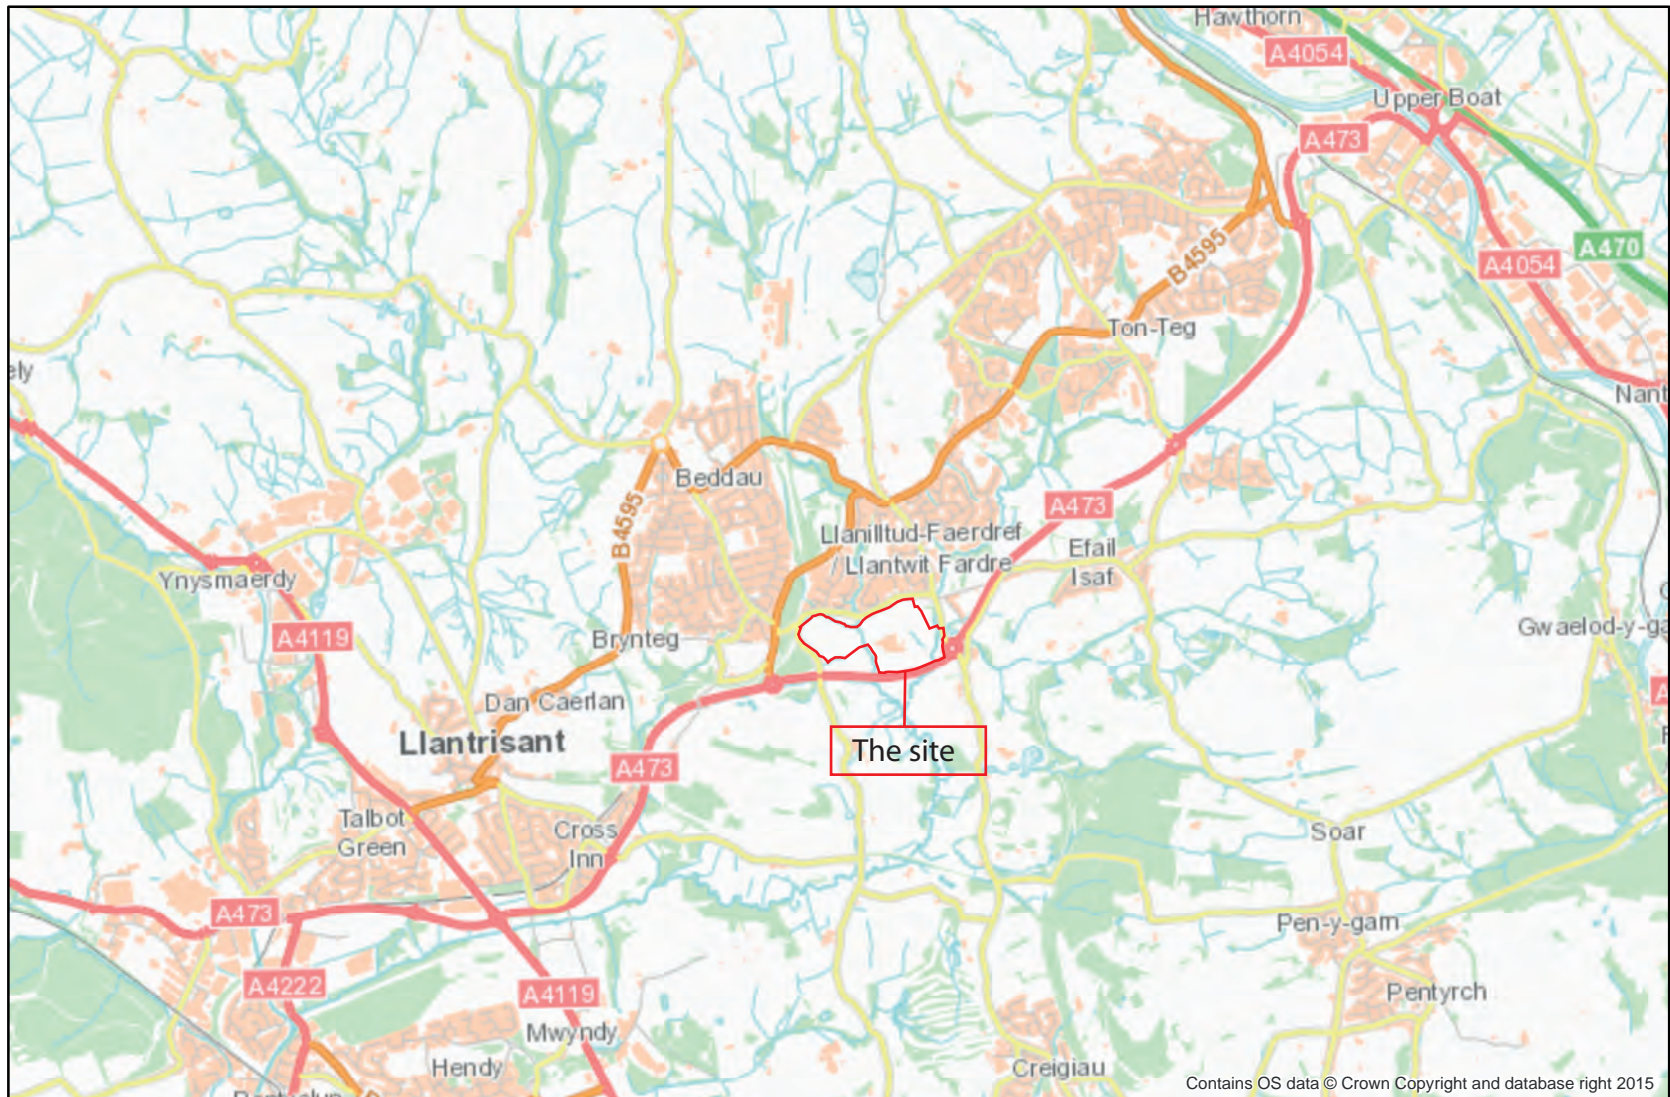 Hawthorn
A4054
Upper Boat
A473
A470
A4054
B4595
Ton-Teg
ely
Nant
Beddau
B4595
A473
Llanilltud-Faerdref
/ Llantwit Fardre
Efail
Isaf
Ynysmaerdy
A4119
Brynteg
Gwaelod-y-ga
Dan Caerlan
Llantrisant
The site
A473
Talbot
Green
Cross
Inn
Soar
A473
Pen-y-garn
A4222
A4119
Pentyrch
Mwyndy
Hendy
Creigiau
Contains OS data © Crown Copyright and database right 2015